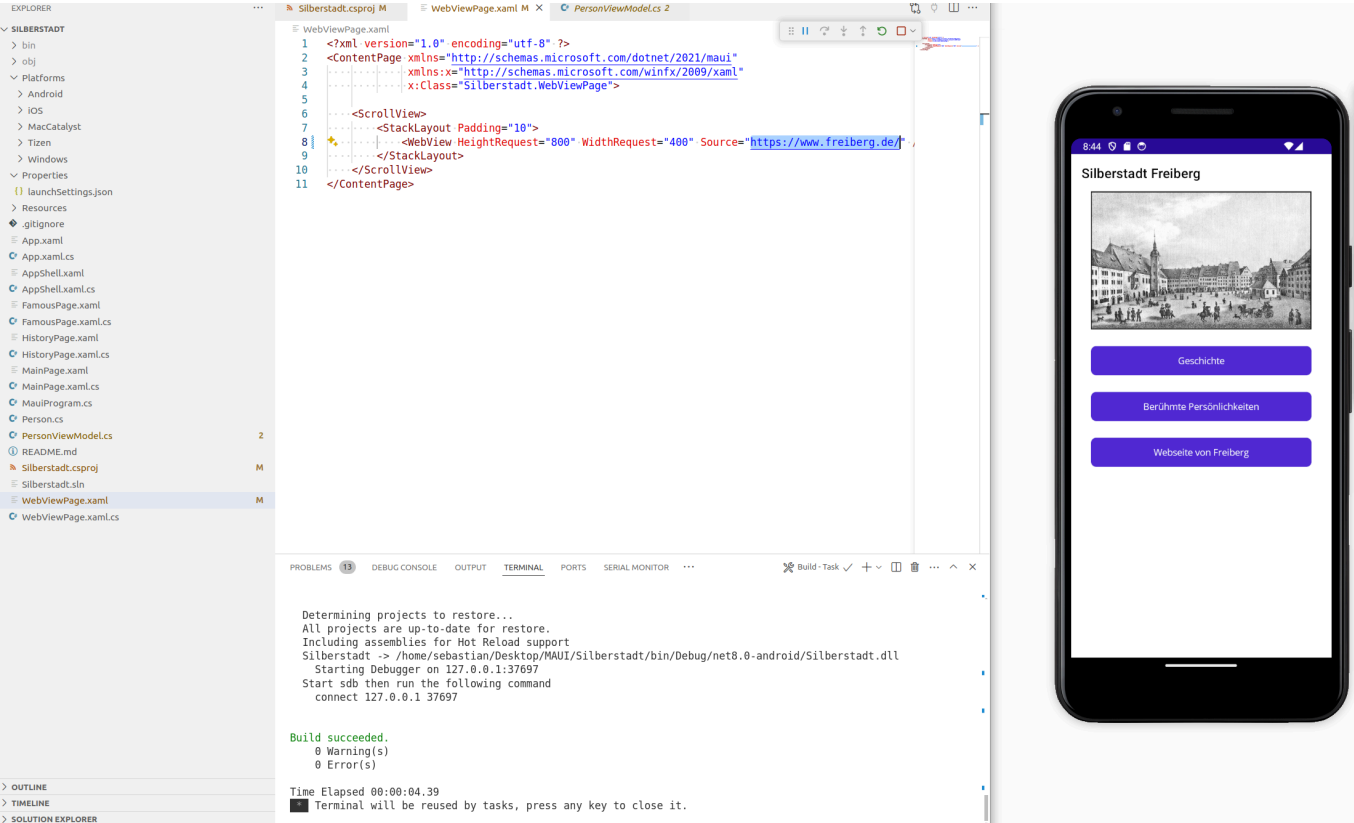 EXPLORER ···
SILBERSTADT
bin
obj
Platforms
Android
iOS
MacCatalyst
Tizen
Windows
Properties
{} launchSettings.json
Resources
.gitignore
App.xaml
C# App.xaml.cs
AppShell.xaml
C# AppShell.xaml.cs
FamousPage.xaml
C# FamousPage.xaml.cs
HistoryPage.xaml
C# HistoryPage.xaml.cs
MainPage.xaml
C# MainPage.xaml.cs
C# MauiProgram.cs
C# Person.cs
C# PersonViewModel.cs 2
README.md
Silberstadt.csproj M
Silberstadt.sln
WebViewPage.xaml M
C# WebViewPage.xaml.cs
OUTLINE
TIMELINE
SOLUTION EXPLORER
Silberstadt.csproj M WebViewPage.xaml M × C# PersonViewModel.cs 2 ···
WebViewPage.xaml
1 <?xml version="1.0" encoding="utf-8" ?>
2 <ContentPage xmlns="http://schemas.microsoft.com/dotnet/2021/maui"
3 xmlns:x="http://schemas.microsoft.com/winfx/2009/xaml"
4 x:Class="Silberstadt.WebViewPage">
5
6 <ScrollView>
7 <StackLayout Padding="10">
8 <WebView HeightRequest="800" WidthRequest="400" Source="https://www.freiberg.de/" /
9 </StackLayout>
10 </ScrollView>
11 </ContentPage>
PROBLEMS 13 DEBUG CONSOLE OUTPUT TERMINAL PORTS SERIAL MONITOR ··· Build - Task
Determining projects to restore...
All projects are up-to-date for restore.
Including assemblies for Hot Reload support
Silberstadt -> /home/sebastian/Desktop/MAUI/Silberstadt/bin/Debug/net8.0-android/Silberstadt.dll
Starting Debugger on 127.0.0.1:37697
Start sdb then run the following command
connect 127.0.0.1 37697
Build succeeded.
0 Warning(s)
0 Error(s)
Time Elapsed 00:00:04.39
* Terminal will be reused by tasks, press any key to close it.
8:44
Silberstadt Freiberg
Geschichte
Berühmte Persönlichkeiten
Webseite von Freiberg